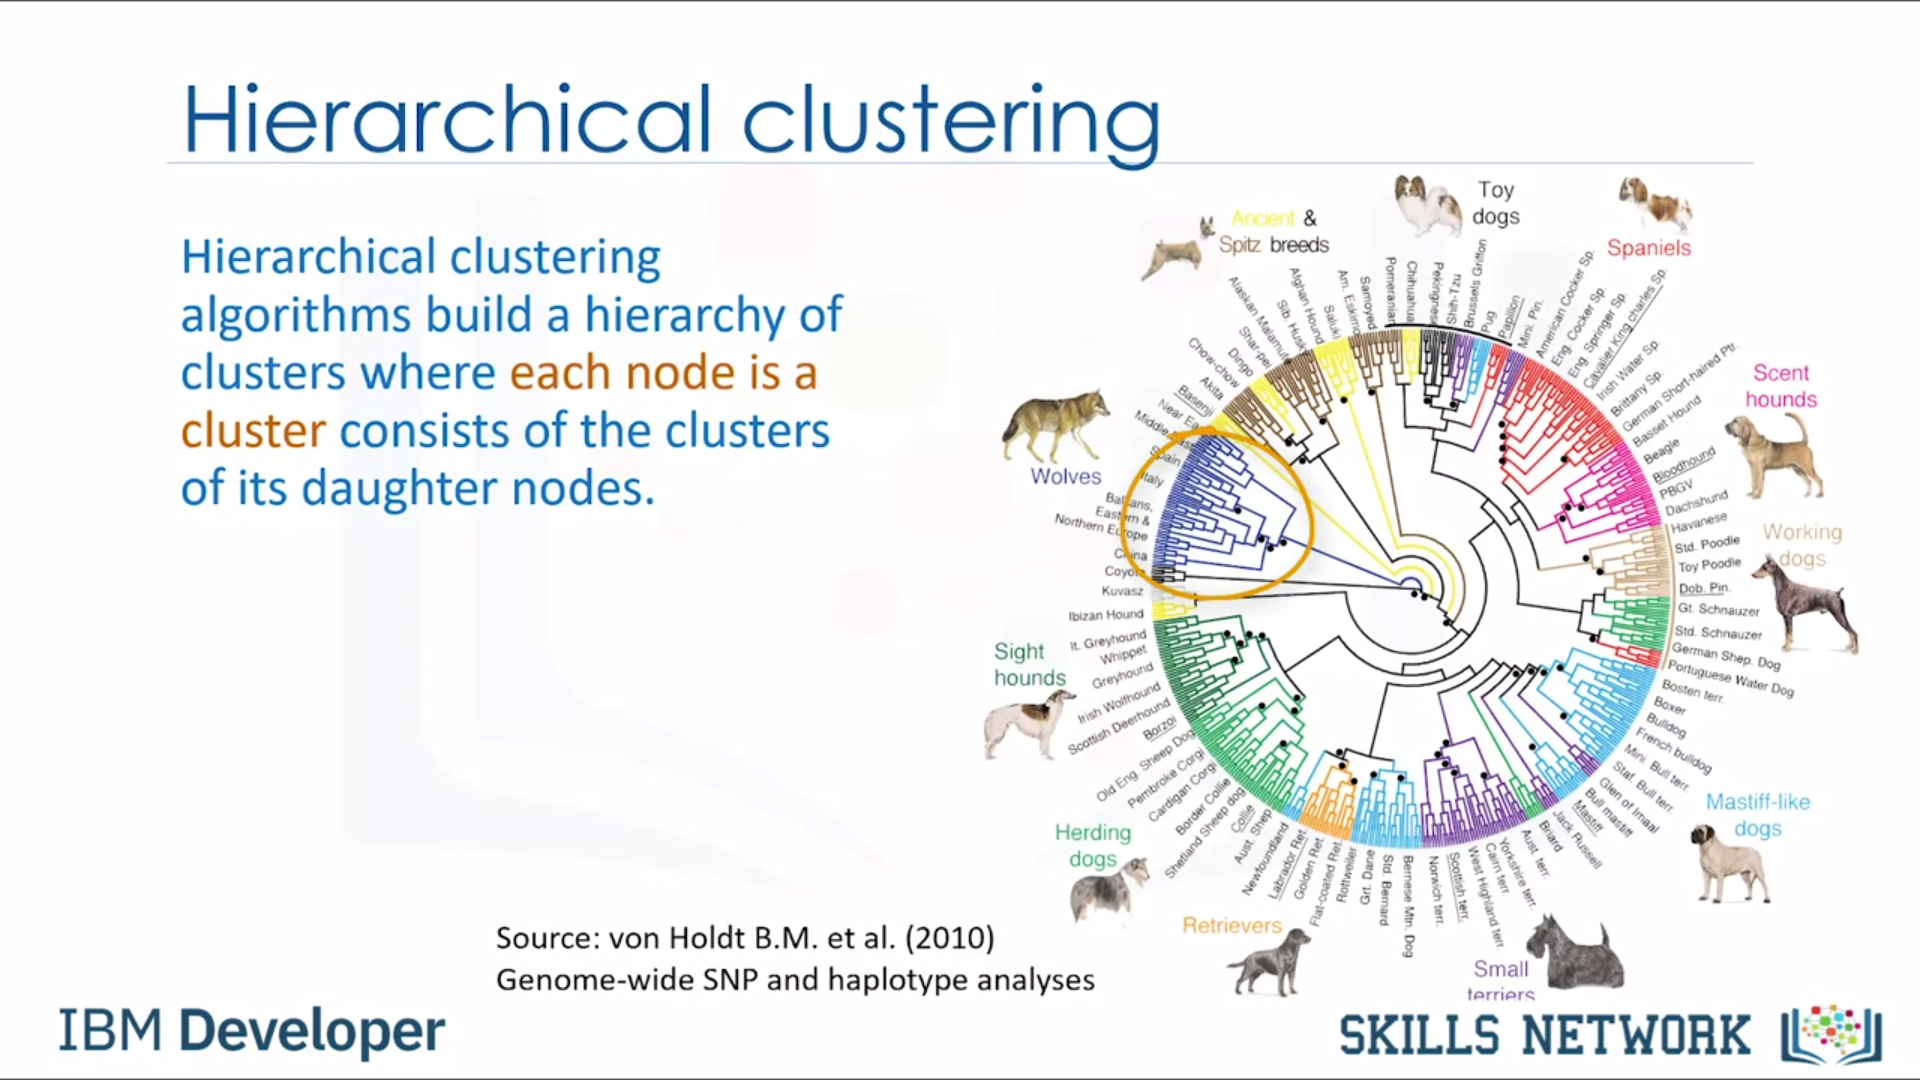 Hierarchical clustering
Hierarchical clustering
algorithms build a hierarchy of
clusters where each node is a
cluster consists of the clusters
of its daughter nodes.
Ancient &
Spitz breeds
Toy
dogs
Spaniels
Scent
hounds
Working
dogs
Mastiff-like
dogs
Small
terriers
Retrievers
Herding
dogs
Sight
hounds
Wolves
Kuvasz
Coyote
China
Balkans,
Eastern &
Northern Europe
Italy
Spain
Basenji
Akita
Chow-chow
Dingo
Shar-pei
Alaskan Malamute
Sib. Husky
Afghan Hound
Saluki
Am. Eskimo
Samoyed
Pomeranian
Chihuahua
Pekingnese
Shih-Tzu
Brussels Griffon
Pug
Papillon
Mini. Pin.
American Cocker Sp.
Eng. Cocker Sp.
Eng. Springer Sp.
Cavalier King charles Sp.
Irish Water Sp.
Brittany Sp.
German Short-haired Ptr.
Basset Hound
Beagle
Bloodhound
PBGV
Dachshund
Havanese
Std. Poodle
Toy Poodle
Dob. Pin.
Gt. Schnauzer
Std. Schnauzer
German Shep. Dog
Portuguese Water Dog
Bosten terr.
Boxer
Bulldog
French bulldog
Mini. Bull terr.
Staf. Bull terr.
Glen of Imaal
Bull mastiff
Mastiff
Jack Russell
Briard
Aust. terr.
Yorkshire terr.
Cairn terr.
West Highland terr.
Scottish terr.
Norwich terr.
Bernese Mtn. Dog
Std. Bernard
Grt. Dane
Rottweiler
Flat-coated Ret.
Golden Ret.
Labrador Ret.
Newfoundland
Aust. Shep
Collie
Shetland Sheep dog
Border Collie
Cardigan Corgi
Pembroke Corgi
Old Eng. Sheep Dog
Borzoi
Scottish Deerhound
Irish Wolfhound
Greyhound
Whippet
It. Greyhound
Ibizan Hound
Source: von Holdt B.M. et al. (2010)
Genome-wide SNP and haplotype analyses
IBM Developer
SKILLS NETWORK